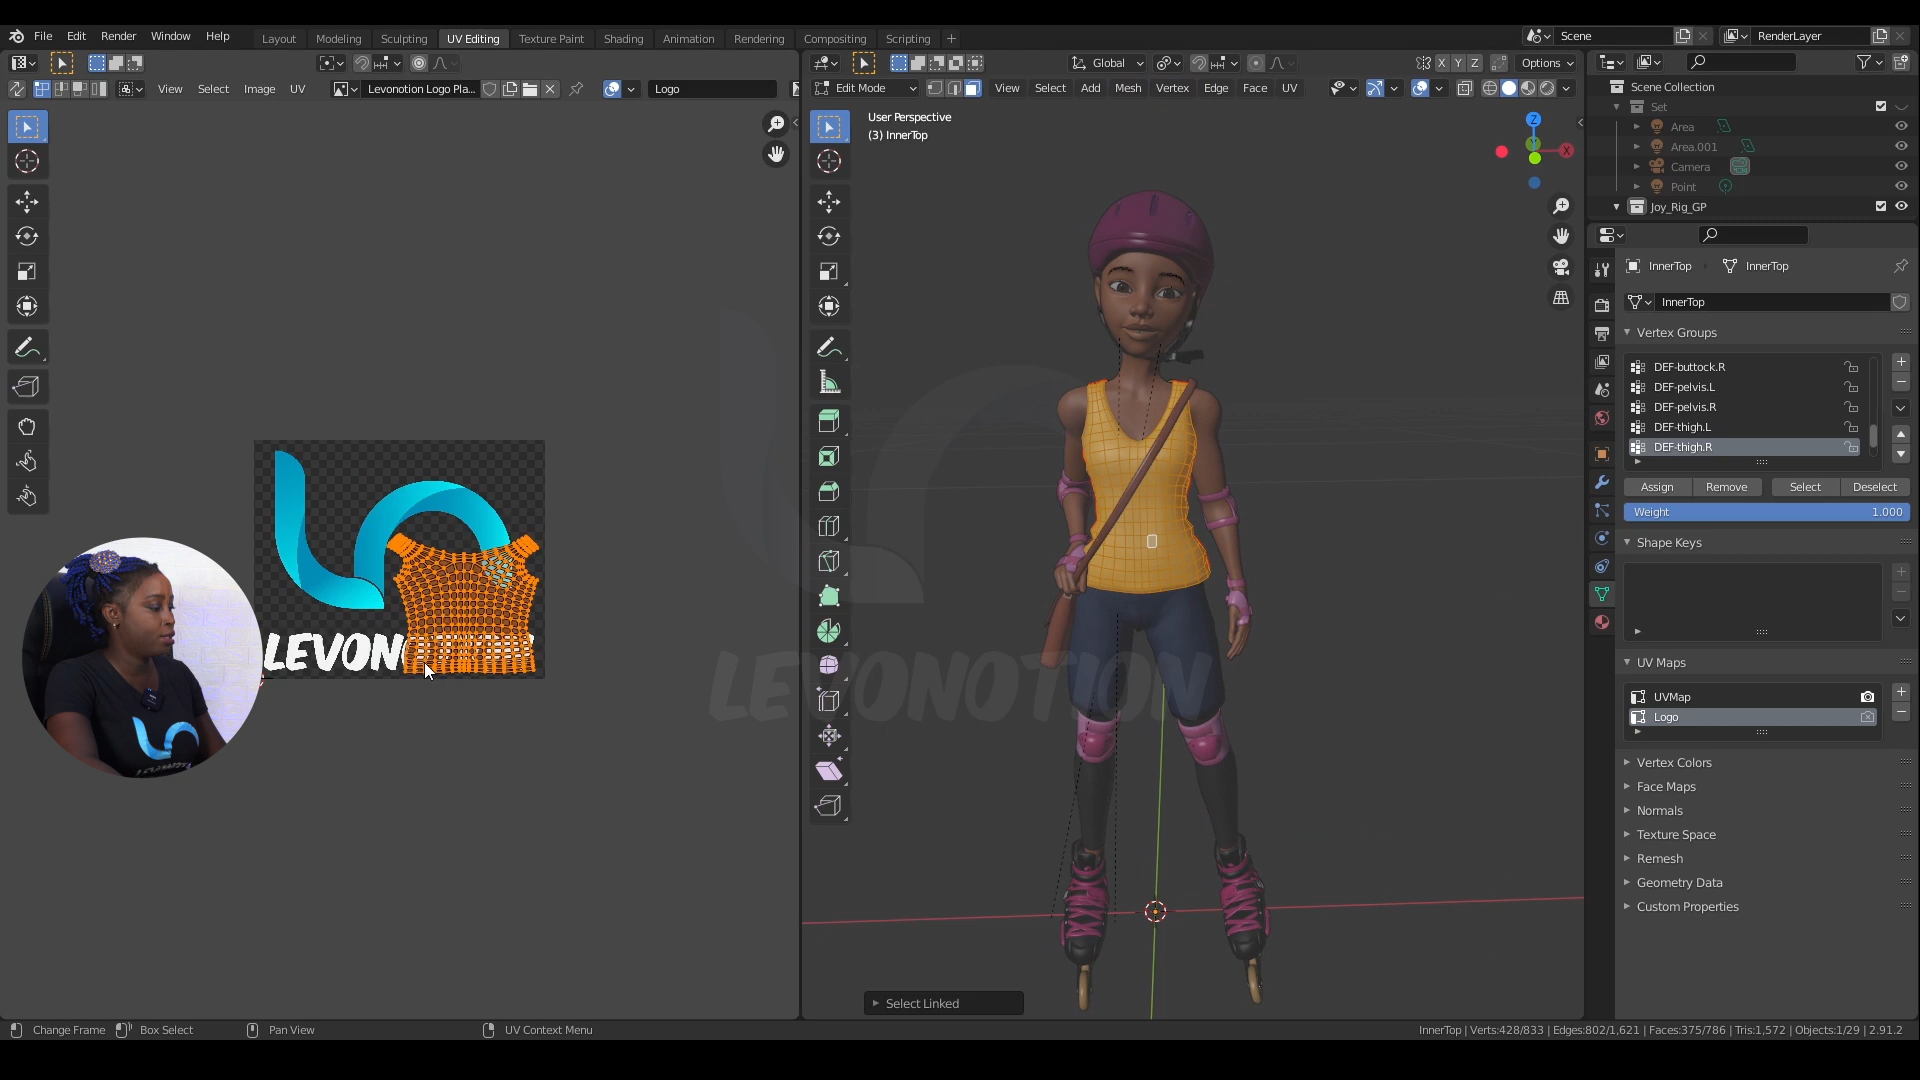 File Edit Render Window Help Layout Modeling Sculpting UV Editing Texture Paint Shading Animation Rendering Compositing Scripting + Scene RenderLayer
Global X Y Z Options
View Select Image UV Levonotion Logo Pla... Logo
Edit Mode View Select Add Mesh Vertex Edge Face UV
User Perspective
(3) InnerTop
Z
X
Scene Collection
Set
Area
Area.001
Camera
Point
Joy_Rig_GP
InnerTop InnerTop
InnerTop
Vertex Groups
DEF-buttock.R
DEF-pelvis.L
DEF-pelvis.R
DEF-thigh.L
DEF-thigh.R
Assign Remove Select Deselect
Weight 1.000
Shape Keys
UV Maps
UVMap
Logo
Vertex Colors
Face Maps
Normals
Texture Space
Remesh
Geometry Data
Custom Properties
LEVON
LEVONOTION
Select Linked
Change Frame Box Select Pan View UV Context Menu
InnerTop | Verts:428/833 | Edges:802/1,621 | Faces:375/786 | Tris:1,572 | Objects:1/29 | 2.91.2